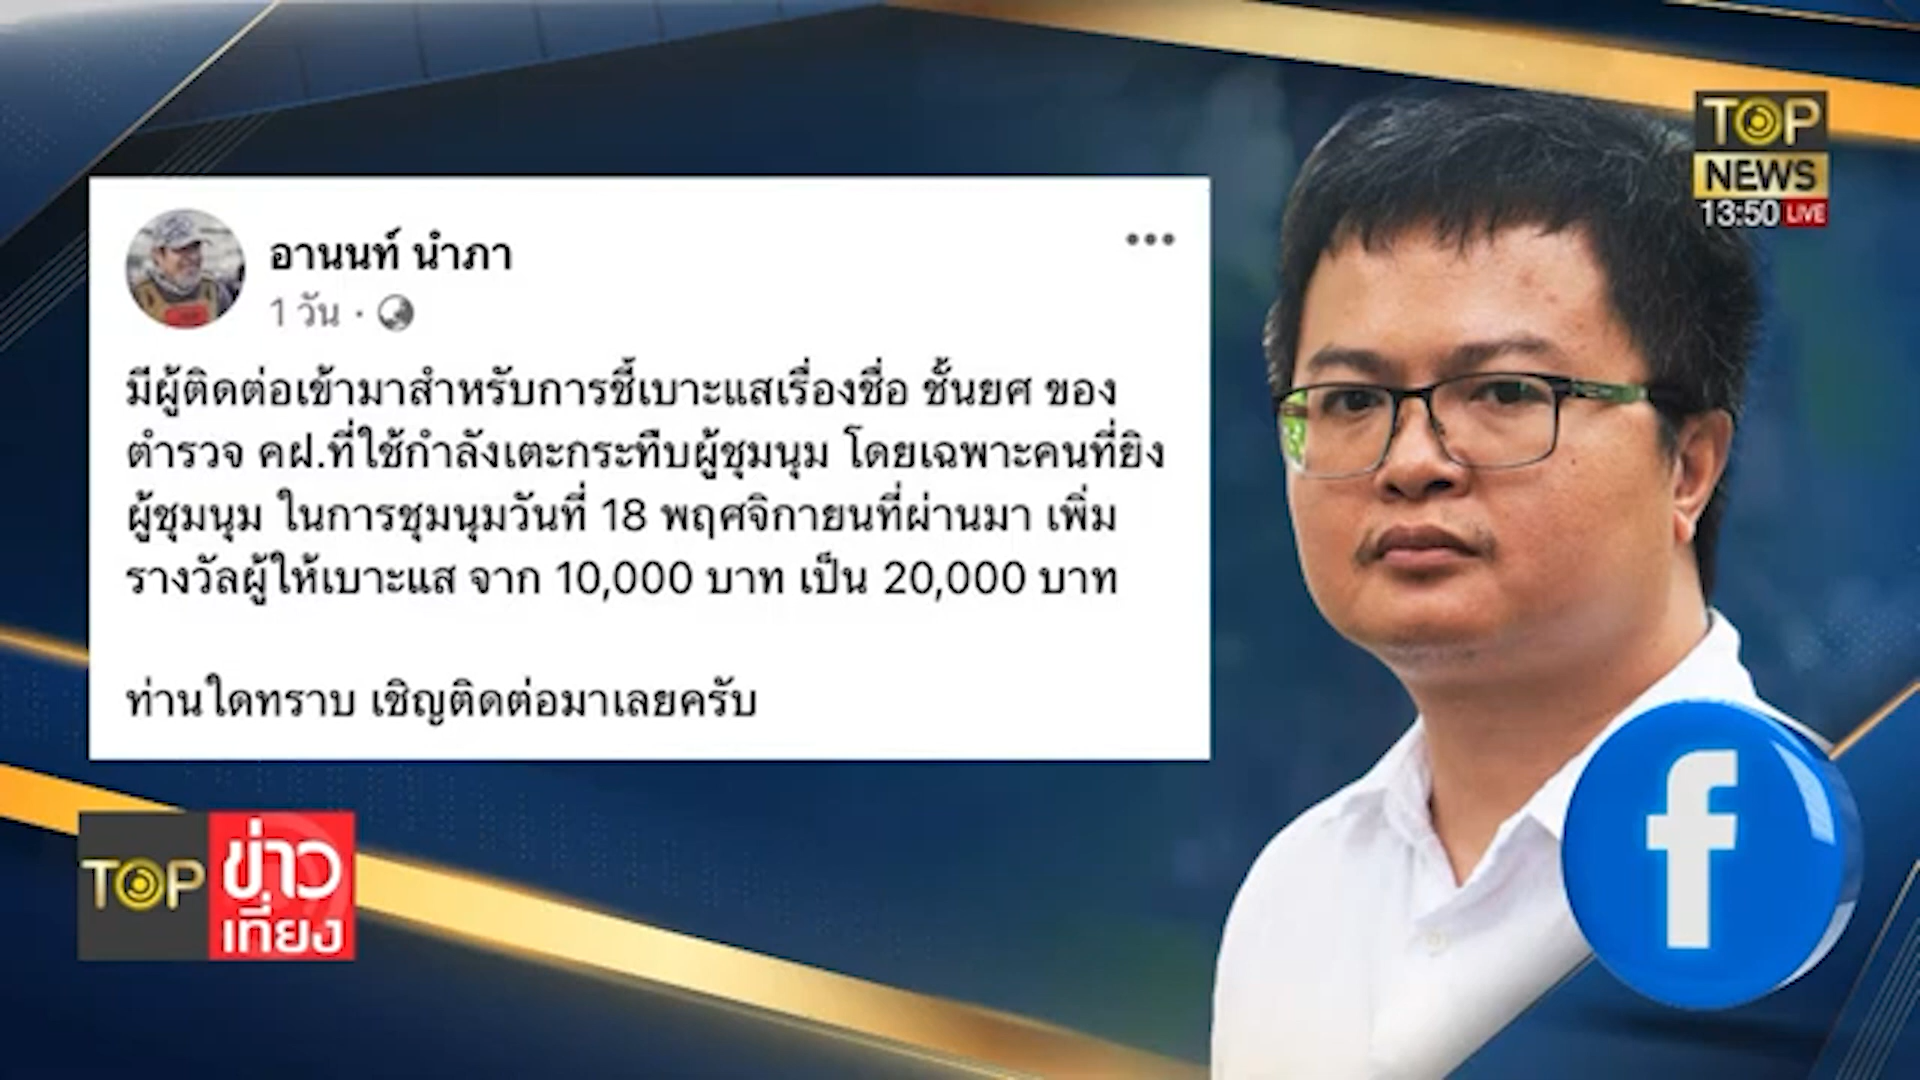 TOP
NEWS
13:50 LIVE
อานนท์ นำภา
1 วัน ·
มีผู้ติดต่อเข้ามาสำหรับการชี้เบาะแสเรื่องชื่อ ชั้นยศ ของ
ตำรวจ คฝ.ที่ใช้กำลังเตะกระทืบผู้ชุมนุม โดยเฉพาะคนที่ยิง
ผู้ชุมนุม ในการชุมนุมวันที่ 18 พฤศจิกายนที่ผ่านมา เพิ่ม
รางวัลผู้ให้เบาะแส จาก 10,000 บาท เป็น 20,000 บาท
ท่านใดทราบ เชิญติดต่อมาเลยครับ
TOP ข่าว
เที่ยง
f